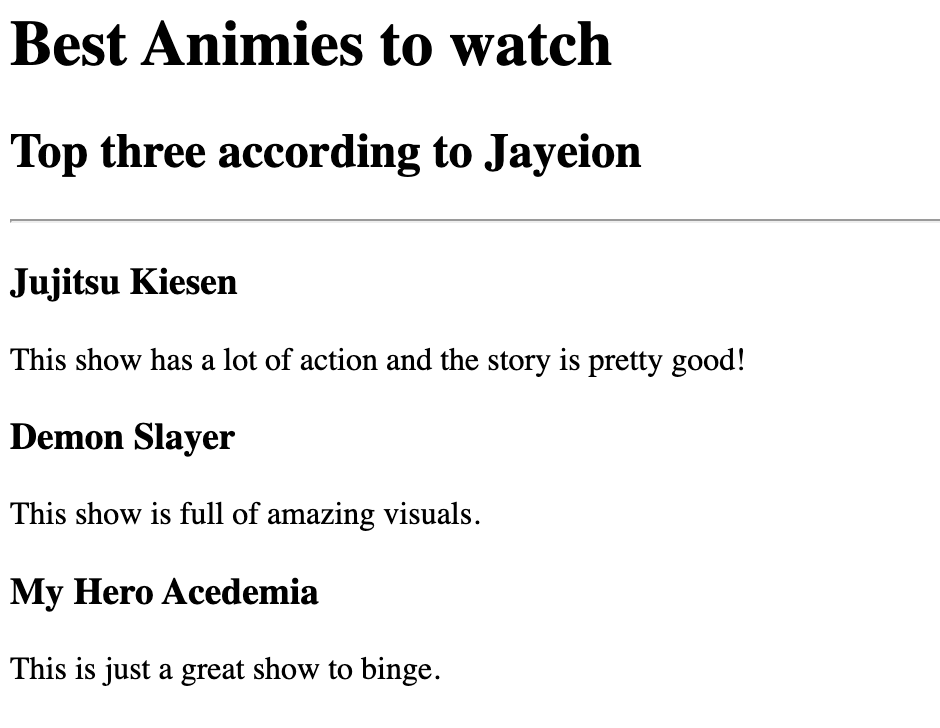 Best Animies to watch
Top three according to Jayeion
Jujitsu Kiesen
This show has a lot of action and the story is pretty good!
Demon Slayer
This show is full of amazing visuals.
My Hero Acedemia
This is just a great show to binge.